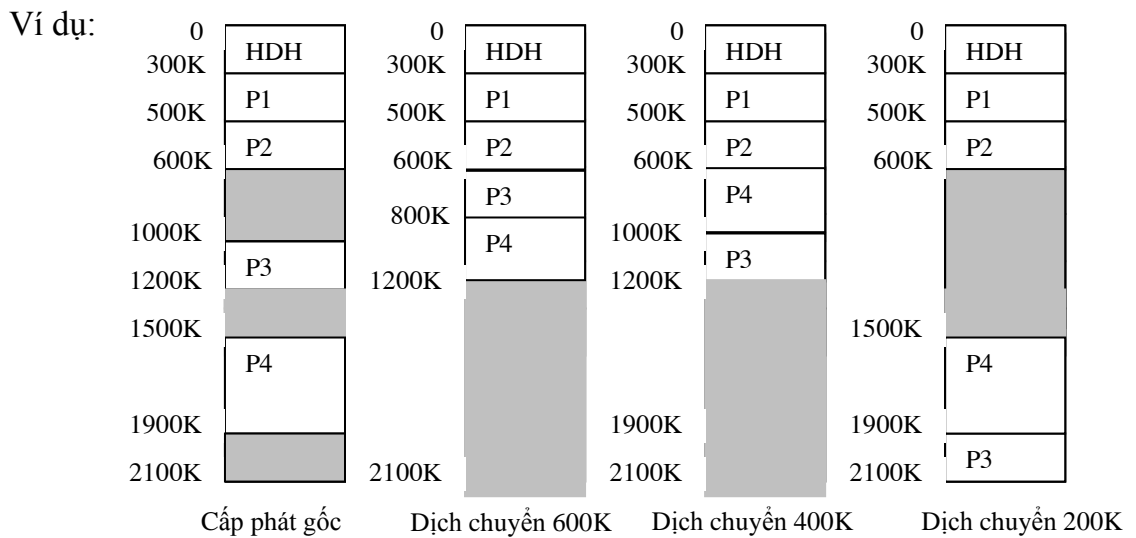 Ví dụ:
0
HDH
300K
P1
500K
P2
600K
1000K
P3
1200K
1500K
P4
1900K
2100K
Cấp phát gốc
0
HDH
300K
P1
500K
P2
600K
P3
800K
P4
1200K
2100K
Dịch chuyển 600K
0
HDH
300K
P1
500K
P2
600K
P4
1000K
P3
1200K
1900K
2100K
Dịch chuyển 400K
0
HDH
300K
P1
500K
P2
600K
1500K
P4
1900K
P3
2100K
Dịch chuyển 200K